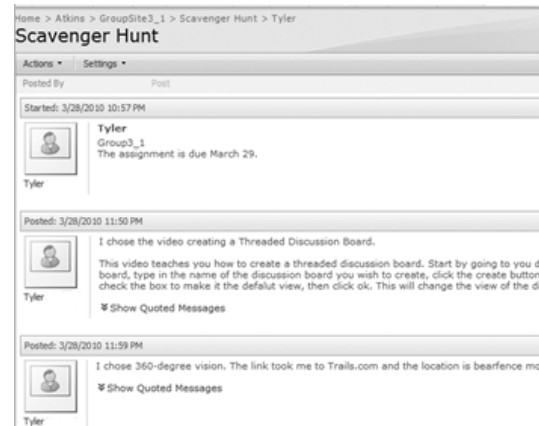 Home > Atkins > GroupSite3_1 > Scavenger Hunt > Tyler
Scavenger Hunt
Actions Settings
Posted By Post
Started: 3/28/2010 10:57 PM
Tyler
Group3_1
The assignment is due March 29.
Tyler
Posted: 3/28/2010 11:50 PM
I chose the video creating a Threaded Discussion Board.
This video teaches you how to create a threaded discussion board. Start by going to you d
board, type in the name of the discussion board you wish to create, click the create button
check the box to make it the defalut view, then click ok. This will change the view of the di
Tyler
Show Quoted Messages
Posted: 3/28/2010 11:59 PM
I chose 360-degree vision. The link took me to Trails.com and the location is bearfence mo
Show Quoted Messages
Tyler